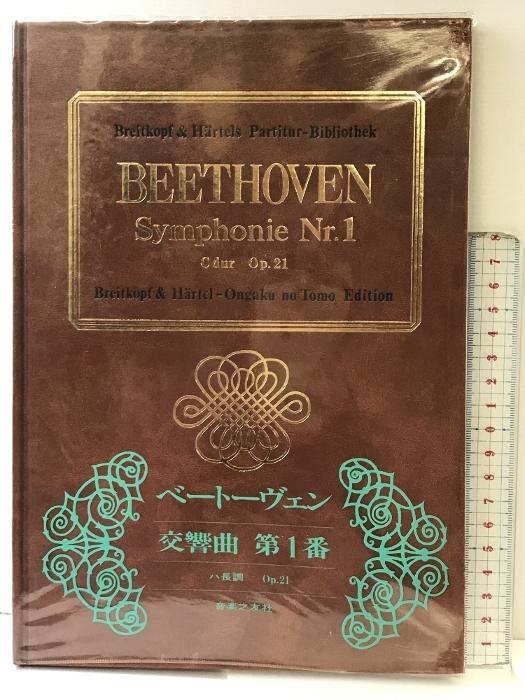 Breitkopf & Härtels Partitur-Bibliothek
BEETHOVEN
Symphonie Nr.1
C dur Op.21
Breitkopf & Härtel-Ongaku no Tomo Edition
ベートーヴェン
交響曲 第1番
ハ長調 Op.21
音楽之友社